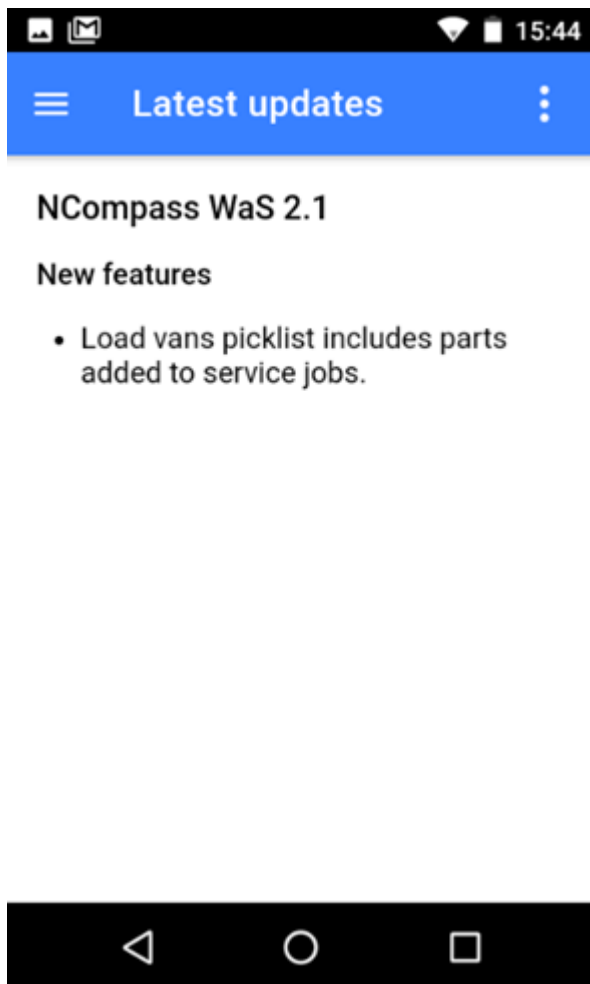 15:44
Latest updates
NCompass WaS 2.1
New features
• Load vans picklist includes parts
added to service jobs.